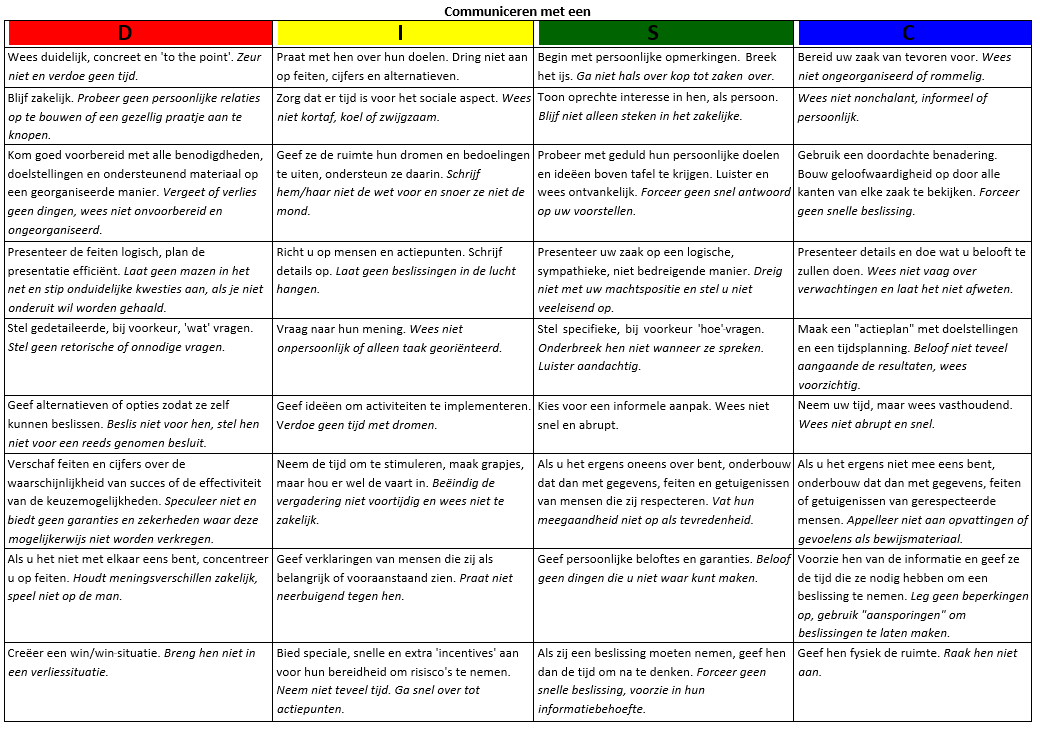 Communiceren met een
D
I
S
C
Wees duidelijk, concreet en 'to the point'. Zeur
niet en verdoe geen tijd.
Praat met hen over hun doelen. Dring niet aan
op feiten, cijfers en alternatieven.
Begin met persoonlijke opmerkingen. Breek
het ijs. Ga niet hals over kop tot zaken over.
Bereid uw zaak van tevoren voor. Wees
niet ongeorganiseerd of rommelig.
Blijf zakelijk. Probeer geen persoonlijke relaties
op te bouwen of een gezellig praatje aan te
knopen.
Zorg dat er tijd is voor het sociale aspect. Wees
niet kortaf, koel of zwijgzaam.
Toon oprechte interesse in hen, als persoon.
Blijf niet alleen steken in het zakelijke.
Wees niet nonchalant, informeel of
persoonlijk.
Kom goed voorbereid met alle benodigdheden,
doelstellingen en ondersteunend materiaal op
een georganiseerde manier. Vergeet of verlies
geen dingen, wees niet onvoorbereid en
ongeorganiseerd.
Geef ze de ruimte hun dromen en bedoelingen
te uiten, ondersteun ze daarin. Schrijf
hem/haar niet de wet voor en snoer ze niet de
mond.
Probeer met geduld hun persoonlijke doelen
en ideeën boven tafel te krijgen. Luister en
wees ontvankelijk. Forceer geen snel antwoord
op uw voorstellen.
Gebruik een doordachte benadering.
Bouw geloofwaardigheid op door alle
kanten van elke zaak te bekijken. Forceer
geen snelle beslissing.
Presenteer de feiten logisch, plan de
presentatie efficiënt. Laat geen mazen in het
net en stip onduidelijke kwesties aan, als je niet
onderuit wil worden gehaald.
Richt u op mensen en actiepunten. Schrijf
details op. Laat geen beslissingen in de lucht
hangen.
Presenteer uw zaak op een logische,
sympathieke, niet bedreigende manier. Dreig
niet met uw machtspositie en stel u niet
veeleisend op.
Presenteer details en doe wat u belooft te
zullen doen. Wees niet vaag over
verwachtingen en laat het niet afweten.
Stel gedetaileerde, bij voorkeur, 'wat' vragen.
Stel geen retorische of onnodige vragen.
Vraag naar hun mening. Wees niet
onpersoonlijk of alleen taak georiënteerd.
Stel specifieke, bij voorkeur 'hoe'-vragen.
Onderbreek hen niet wanneer ze spreken.
Luister aandachtig.
Maak een "actieplan" met doelstellingen
en een tijdsplanning. Beloof niet teveel
aangaande de resultaten, wees
voorzichtig.
Geef alternatieven of opties zodat ze zelf
kunnen beslissen. Beslis niet voor hen, stel hen
niet voor een reeds genomen besluit.
Geef ideeën om activiteiten te implementeren.
Verdoe geen tijd met dromen.
Kies voor een informele aanpak. Wees niet
snel en abrupt.
Neem uw tijd, maar wees vasthoudend.
Wees niet abrupt en snel.
Verschaf feiten en cijfers over de
waarschijnlijkheid van succes of de effectiviteit
van de keuzemogelijkheden. Speculeer niet en
biedt geen garanties en zekerheden waar deze
mogelijkerwijs niet worden verkregen.
Neem de tijd om te stimuleren, maak grapjes,
maar hou er wel de vaart in. Beëindig de
vergadering niet voortijdig en wees niet te
zakelijk.
Als u het ergens oneens over bent, onderbouw
dat dan met gegevens, feiten en getuigenissen
van mensen die zij respecteren. Vat hun
meegaandheid niet op als tevredenheid.
Als u het ergens niet mee eens bent,
onderbouw dat dan met gegevens, feiten
of getuigenissen van gerespecteerde
mensen. Appelleer niet aan opvattingen of
gevoelens als bewijsmateriaal.
Als u het niet met elkaar eens bent, concentreer
u op feiten. Houdt meningsverschillen zakelijk,
speel niet op de man.
Geef verklaringen van mensen die zij als
belangrijk of vooraanstaand zien. Praat niet
neerbuigend tegen hen.
Geef persoonlijke beloftes en garanties. Beloof
geen dingen die u niet waar kunt maken.
Voorzie hen van de informatie en geef ze
de tijd die ze nodig hebben om een
beslissing te nemen. Leg geen beperkingen
op, gebruik "aansporingen" om
beslissingen te laten maken.
Creëer een win/win-situatie. Breng hen niet in
een verliessituatie.
Bied speciale, snelle en extra 'incentives' aan
voor hun bereidheid om risico's te nemen.
Neem niet teveel tijd. Ga snel over tot
actiepunten.
Als zij een beslissing moeten nemen, geef hen
dan de tijd om na te denken. Forceer geen
snelle beslissing, voorzie in hun
informatiebehoefte.
Geef hen fysiek de ruimte. Raak hen niet
aan.